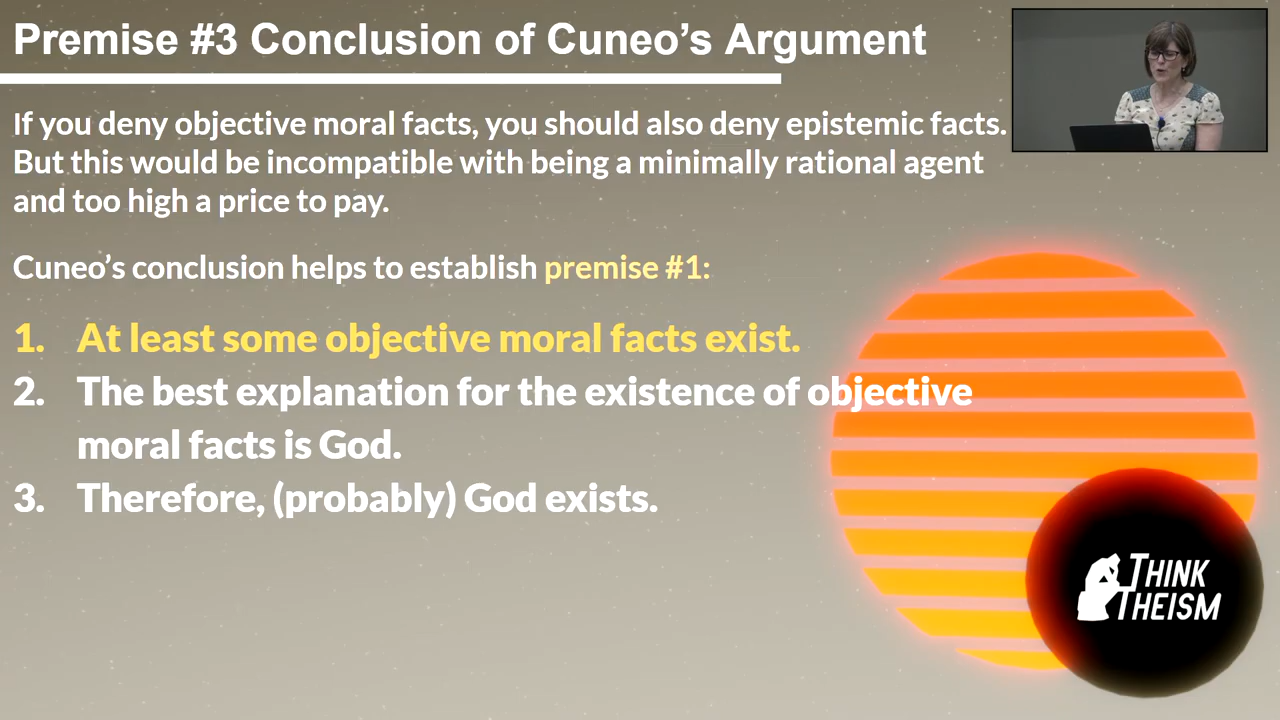 Premise #3 Conclusion of Cuneo’s Argument
If you deny objective moral facts, you should also deny epistemic facts.
But this would be incompatible with being a minimally rational agent
and too high a price to pay.
Cuneo’s conclusion helps to establish premise #1:
1. At least some objective moral facts exist.
2. The best explanation for the existence of objective
moral facts is God.
3. Therefore, (probably) God exists.
THINK
THEISM